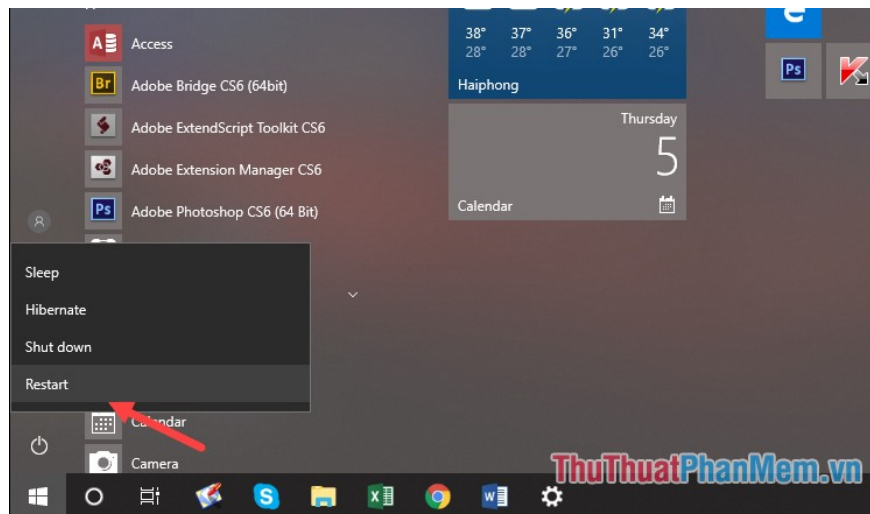 Access
Adobe Bridge CS6 (64bit)
Adobe ExtendScript Toolkit CS6
Adobe Extension Manager CS6
Adobe Photoshop CS6 (64 Bit)
Sleep
Hibernate
Shut down
Restart
Calendar
Camera
38° 37° 36° 31° 34°
28° 28° 27° 26° 26°
Haiphong
Thursday
5
Calendar
Ps
ThuThuatPhanMem.vn